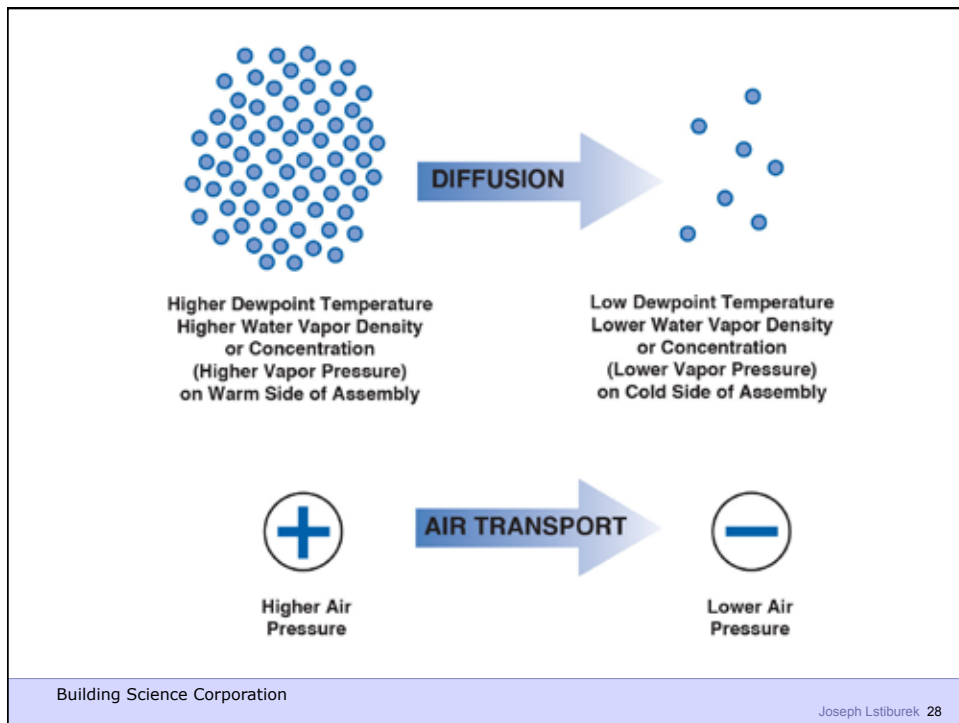 DIFFUSION
Higher Dewpoint Temperature
Higher Water Vapor Density
or Concentration
(Higher Vapor Pressure)
on Warm Side of Assembly
Low Dewpoint Temperature
Lower Water Vapor Density
or Concentration
(Lower Vapor Pressure)
on Cold Side of Assembly
AIR TRANSPORT
Higher Air
Pressure
Lower Air
Pressure
Building Science Corporation
Joseph Lstiburek 28